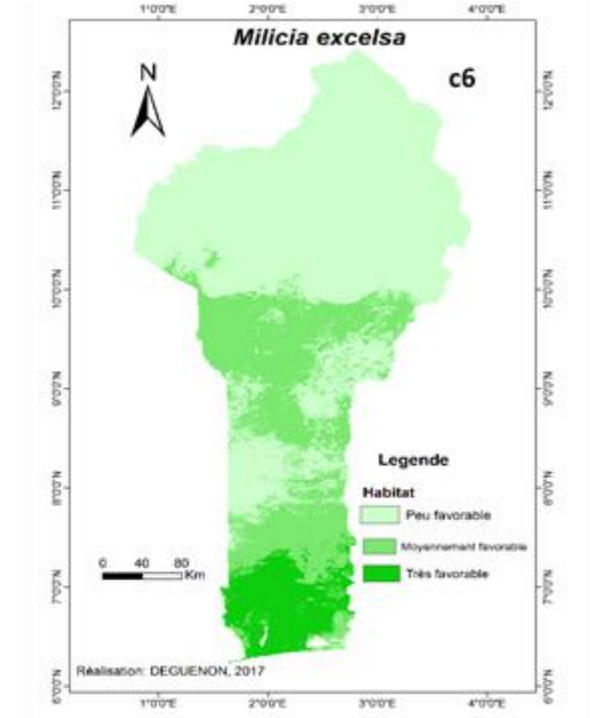 1°0'0"E 2°0'0"E 3°0'0"E 4°0'0"E
Milicia excelsa
c6
N
12°0'0"N 12°0'0"N
11°0'0"N 11°0'0"N
10°0'0"N 10°0'0"N
9°0'0"N 9°0'0"N
8°0'0"N 8°0'0"N
7°0'0"N 7°0'0"N
6°0'0"N 6°0'0"N
Legende
Habitat
Peu favorable
Moyennement favorable
Très favorable
0 40 80
Km
Réalisation: DEGUENON, 2017
1°0'0"E 2°0'0"E 3°0'0"E 4°0'0"E